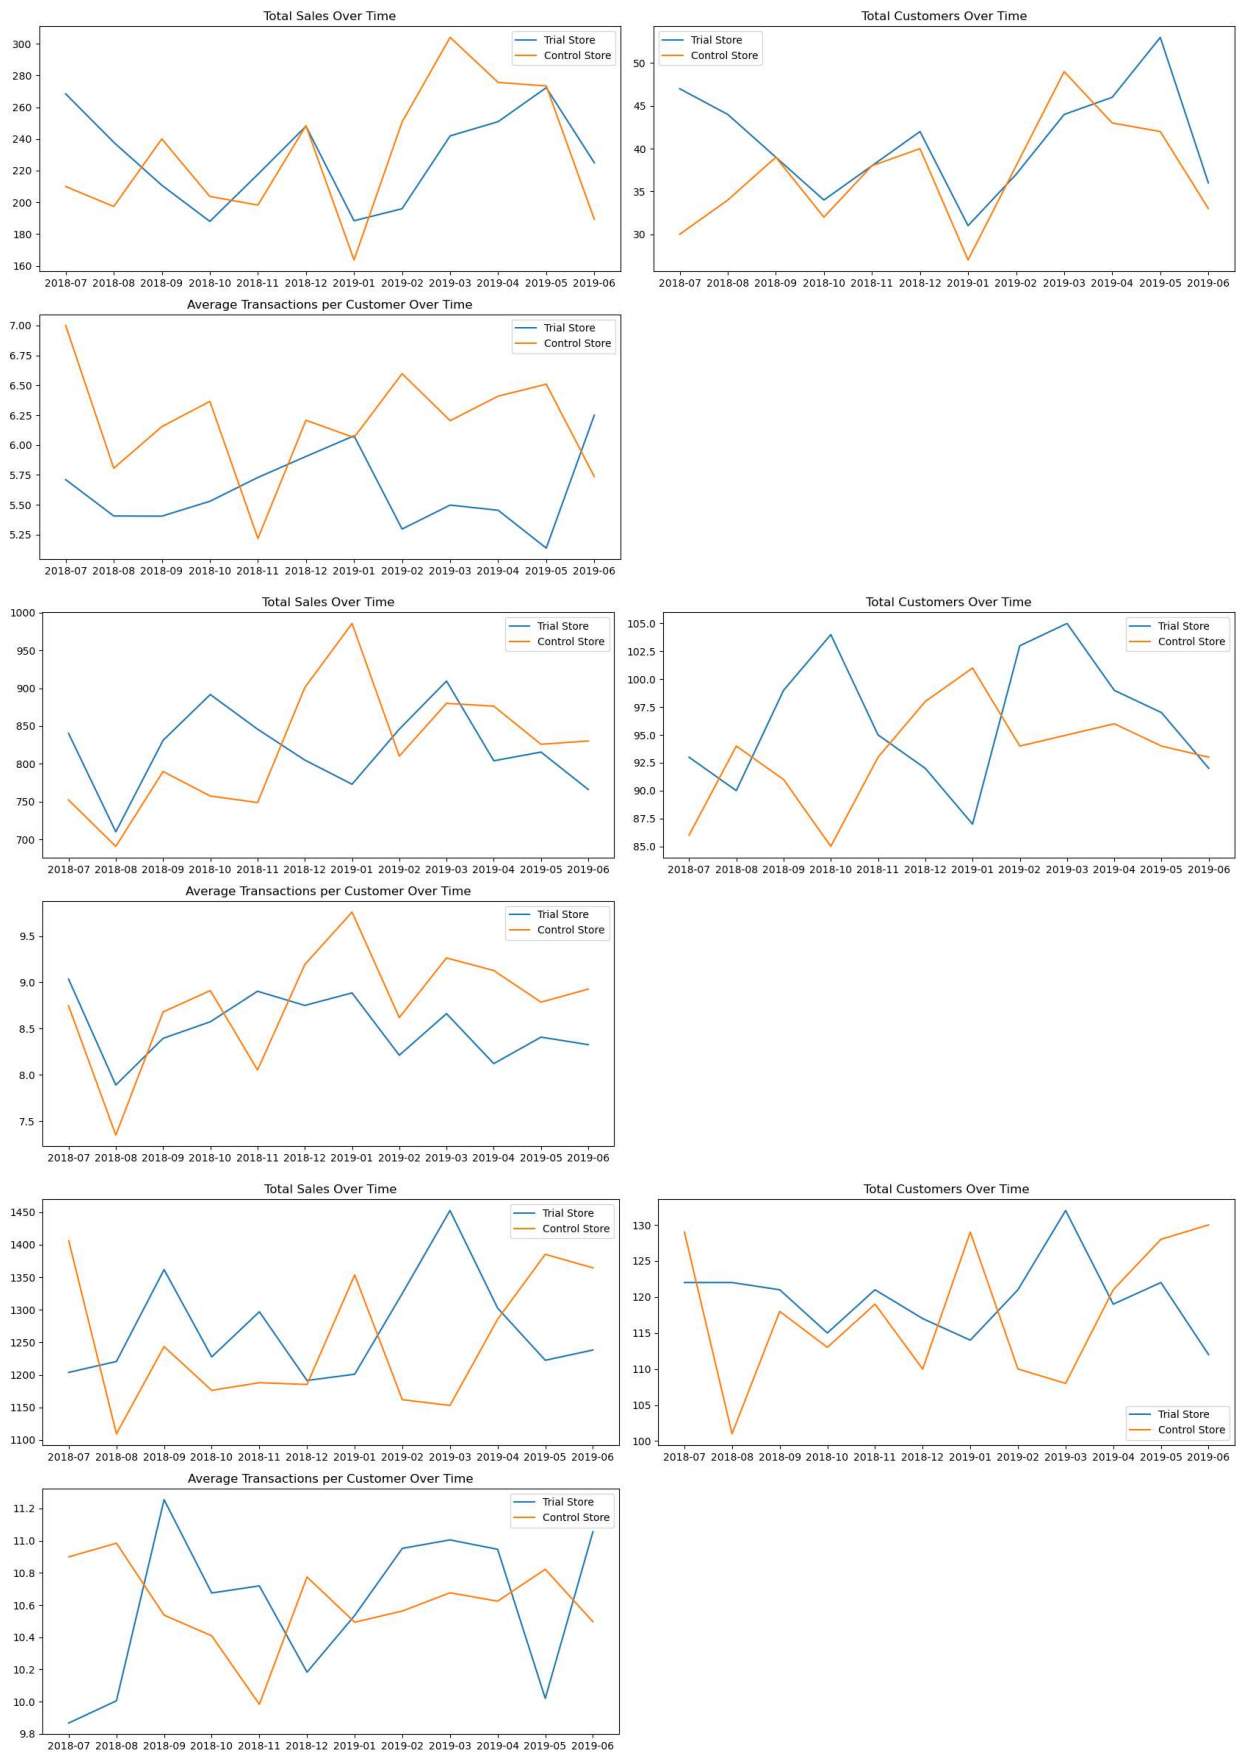 Total Sales Over Time
Trial Store
Control Store
300
280
260
240
220
200
180
160
2018-07 2018-08 2018-09 2018-10 2018-11 2018-12 2019-01 2019-02 2019-03 2019-04 2019-05 2019-06
Total Customers Over Time
Trial Store
Control Store
50
45
40
35
30
2018-07 2018-08 2018-09 2018-10 2018-11 2018-12 2019-01 2019-02 2019-03 2019-04 2019-05 2019-06
Average Transactions per Customer Over Time
Trial Store
Control Store
7.00
6.75
6.50
6.25
6.00
5.75
5.50
5.25
2018-07 2018-08 2018-09 2018-10 2018-11 2018-12 2019-01 2019-02 2019-03 2019-04 2019-05 2019-06
Total Sales Over Time
Trial Store
Control Store
1000
950
900
850
800
750
700
2018-07 2018-08 2018-09 2018-10 2018-11 2018-12 2019-01 2019-02 2019-03 2019-04 2019-05 2019-06
Total Customers Over Time
Trial Store
Control Store
105.0
102.5
100.0
97.5
95.0
92.5
90.0
87.5
85.0
2018-07 2018-08 2018-09 2018-10 2018-11 2018-12 2019-01 2019-02 2019-03 2019-04 2019-05 2019-06
Average Transactions per Customer Over Time
Trial Store
Control Store
9.5
9.0
8.5
8.0
7.5
2018-07 2018-08 2018-09 2018-10 2018-11 2018-12 2019-01 2019-02 2019-03 2019-04 2019-05 2019-06
Total Sales Over Time
Trial Store
Control Store
1450
1400
1350
1300
1250
1200
1150
1100
2018-07 2018-08 2018-09 2018-10 2018-11 2018-12 2019-01 2019-02 2019-03 2019-04 2019-05 2019-06
Total Customers Over Time
130
125
120
115
110
105
100
Trial Store
Control Store
2018-07 2018-08 2018-09 2018-10 2018-11 2018-12 2019-01 2019-02 2019-03 2019-04 2019-05 2019-06
Average Transactions per Customer Over Time
Trial Store
Control Store
11.2
11.0
10.8
10.6
10.4
10.2
10.0
9.8
2018-07 2018-08 2018-09 2018-10 2018-11 2018-12 2019-01 2019-02 2019-03 2019-04 2019-05 2019-06